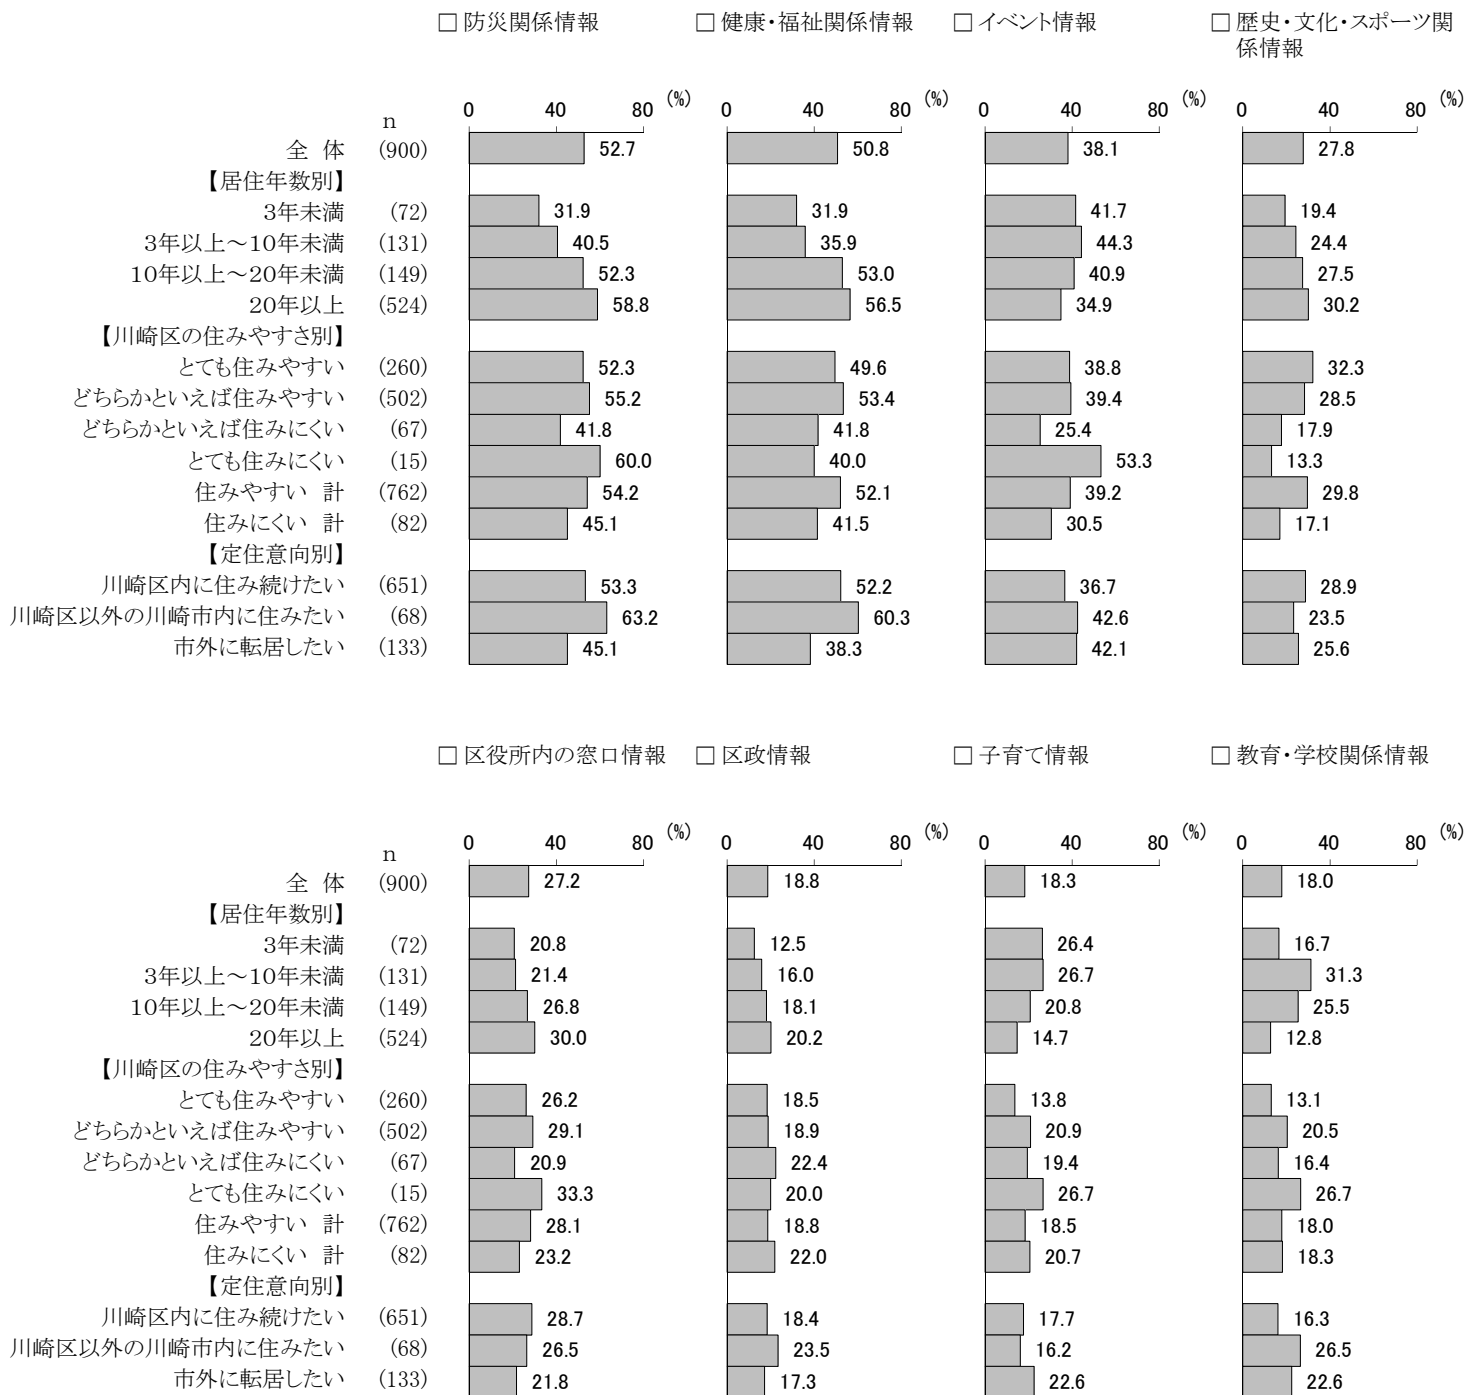 □ 防災関係情報 □ 健康・福祉関係情報 □ イベント情報 □ 歴史・文化・スポーツ関
係情報
0 40 80 (%) 0 40 80 (%) 0 40 80 (%) 0 40 80 (%)
n
全 体 (900) 52.7 50.8 38.1 27.8
【居住年数別】
3年未満 (72) 31.9 31.9 41.7 19.4
3年以上～10年未満 (131) 40.5 35.9 44.3 24.4
10年以上～20年未満 (149) 52.3 53.0 40.9 27.5
20年以上 (524) 58.8 56.5 34.9 30.2
【川崎区の住みやすさ別】
とても住みやすい (260) 52.3 49.6 38.8 32.3
どちらかといえば住みやすい (502) 55.2 53.4 39.4 28.5
どちらかといえば住みにくい (67) 41.8 41.8 25.4 17.9
とても住みにくい (15) 60.0 40.0 53.3 13.3
住みやすい 計 (762) 54.2 52.1 39.2 29.8
住みにくい 計 (82) 45.1 41.5 30.5 17.1
【定住意向別】
川崎区内に住み続けたい (651) 53.3 52.2 36.7 28.9
川崎区以外の川崎市内に住みたい (68) 63.2 60.3 42.6 23.5
市外に転居したい (133) 45.1 38.3 42.1 25.6
□ 区役所内の窓口情報 □ 区政情報 □ 子育て情報 □ 教育・学校関係情報
0 40 80 (%) 0 40 80 (%) 0 40 80 (%) 0 40 80 (%)
n
全 体 (900) 27.2 18.8 18.3 18.0
【居住年数別】
3年未満 (72) 20.8 12.5 26.4 16.7
3年以上～10年未満 (131) 21.4 16.0 26.7 31.3
10年以上～20年未満 (149) 26.8 18.1 20.8 25.5
20年以上 (524) 30.0 20.2 14.7 12.8
【川崎区の住みやすさ別】
とても住みやすい (260) 26.2 18.5 13.8 13.1
どちらかといえば住みやすい (502) 29.1 18.9 20.9 20.5
どちらかといえば住みにくい (67) 20.9 22.4 19.4 16.4
とても住みにくい (15) 33.3 20.0 26.7 26.7
住みやすい 計 (762) 28.1 18.8 18.5 18.0
住みにくい 計 (82) 23.2 22.0 20.7 18.3
【定住意向別】
川崎区内に住み続けたい (651) 28.7 18.4 17.7 16.3
川崎区以外の川崎市内に住みたい (68) 26.5 23.5 16.2 26.5
市外に転居したい (133) 21.8 17.3 22.6 22.6